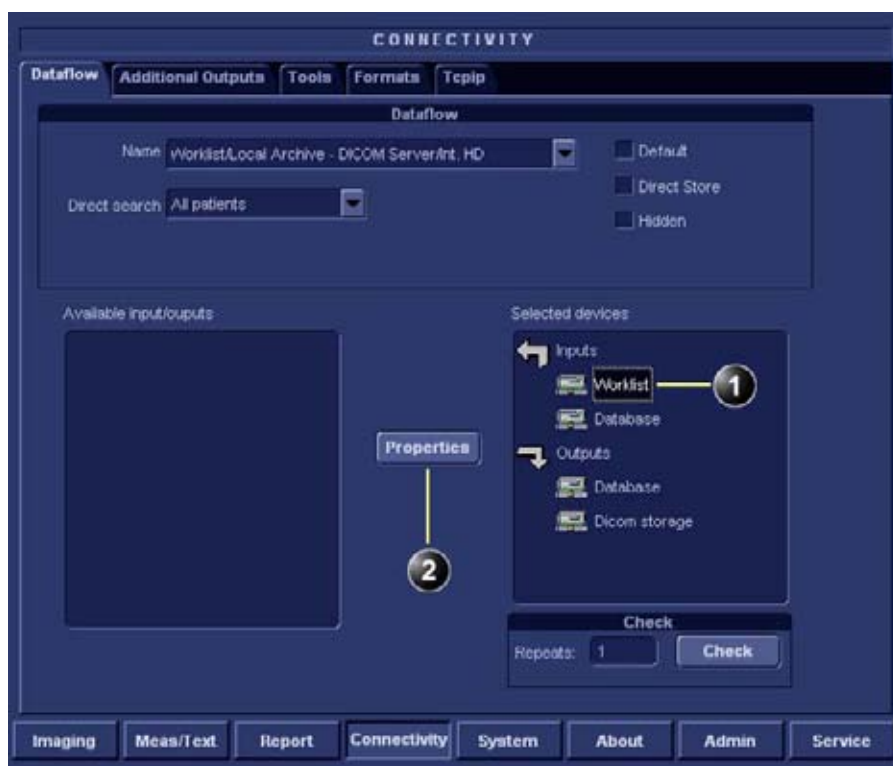 CONNECTIVITY
Dataflow Additional Outputs Tools Formats Tcpip
Dataflow
Name Worklist/Local Archive - DICOM Server/Int. HD Default
Direct Store
Direct search All patients
Hidden
Available input/ouputs Selected devices
Inputs
Worklist 1
Database
Properties Outputs
Database
Dicom storage
2
Check
Repeats: 1 Check
Imaging Meas/Text Report Connectivity System About Admin Service